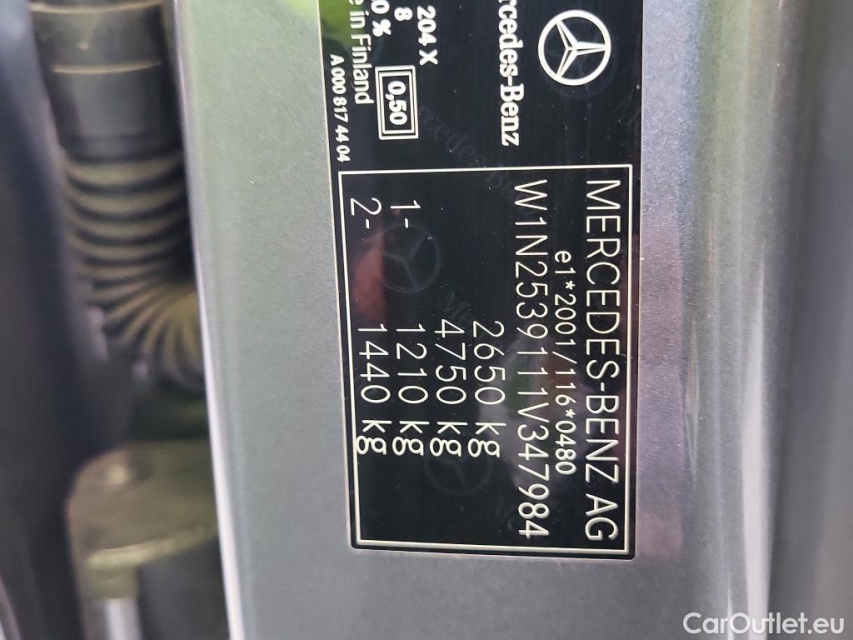 Mercedes-Benz
204 X
8
0,50
in Finland
A 000 817 44 04
MERCEDES-BENZ AG
e1*2001/116*0480
W1N2539111V347984
2650 kg
4750 kg
1- 1210 kg
2- 1440 kg
CarOutlet.eu